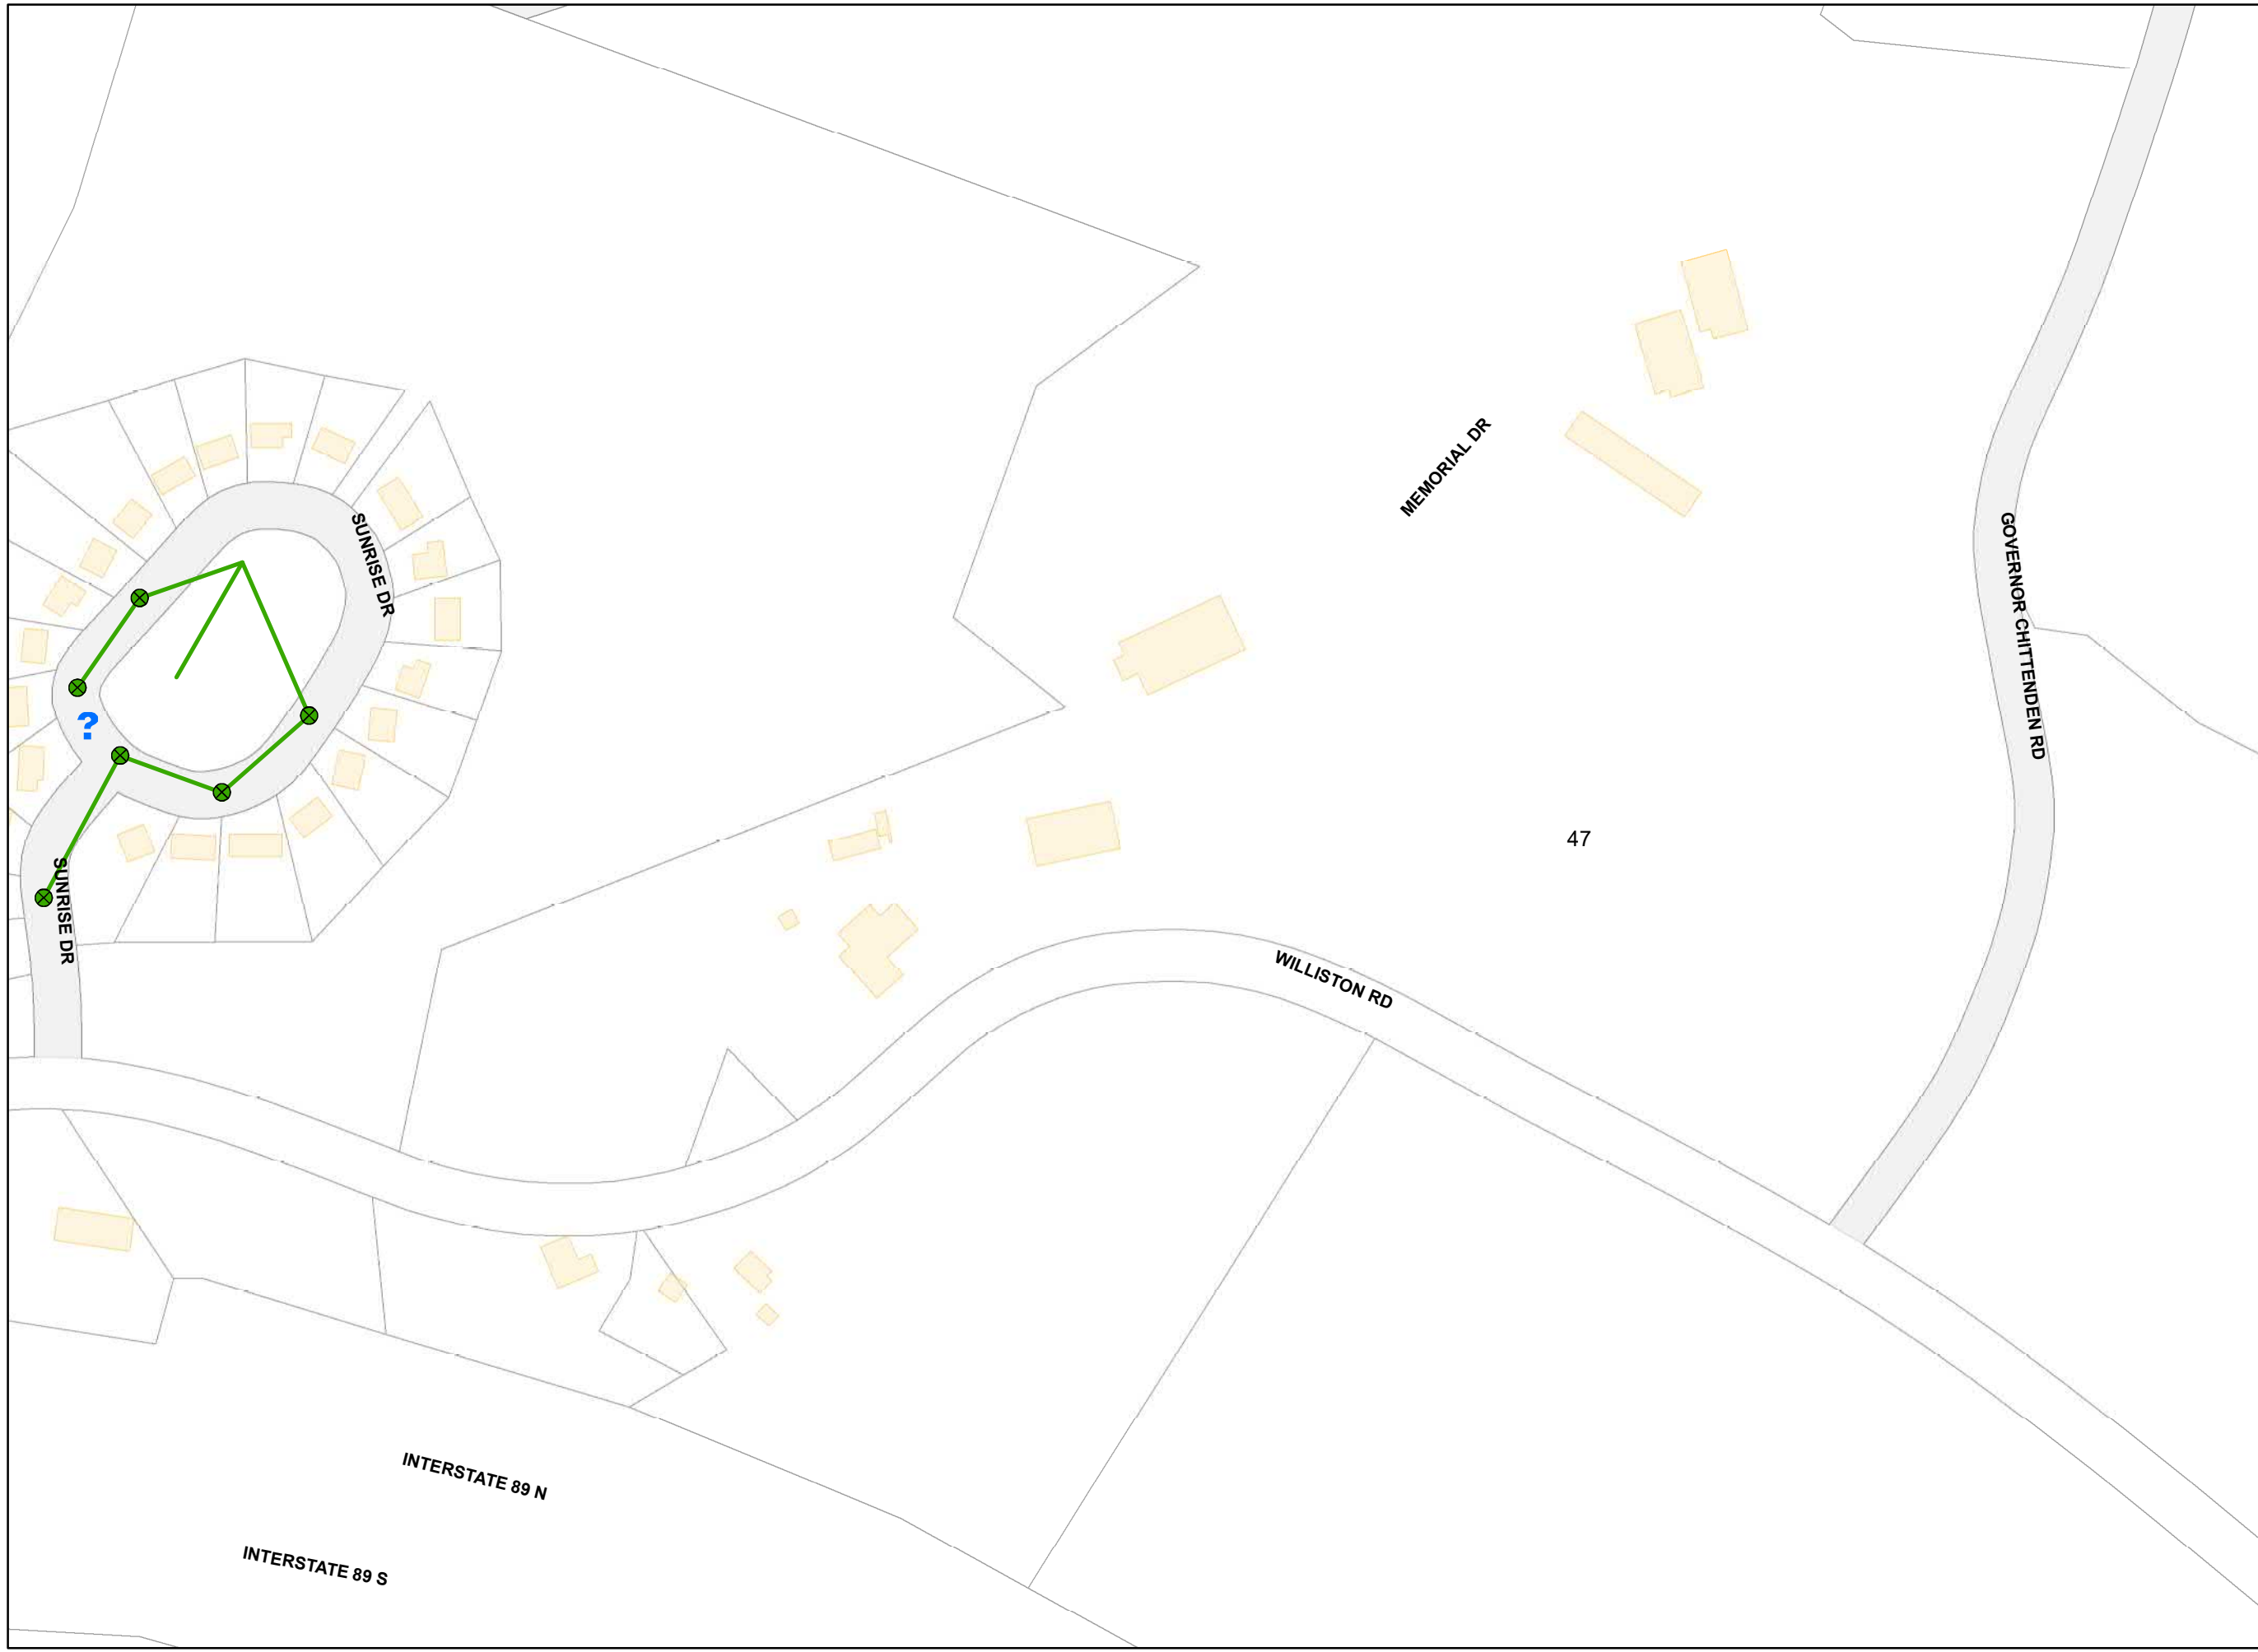 MEMORIAL DR
SUNRISE DR
GOVERNOR CHITTENDEN RD
?
47
SUNRISE DR
WILLISTON RD
INTERSTATE 89 N
INTERSTATE 89 S